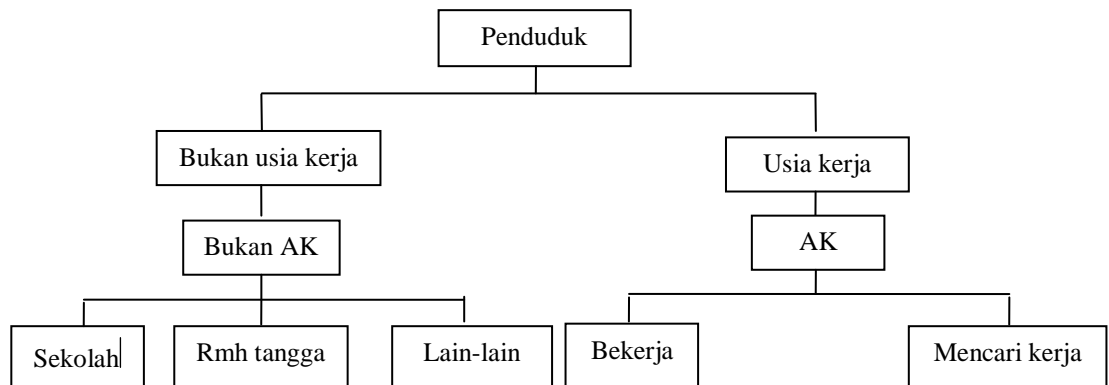 Penduduk
Bukan usia kerja
Usia kerja
Bukan AK
AK
Sekolah
Rmh tangga
Lain-lain
Bekerja
Mencari kerja